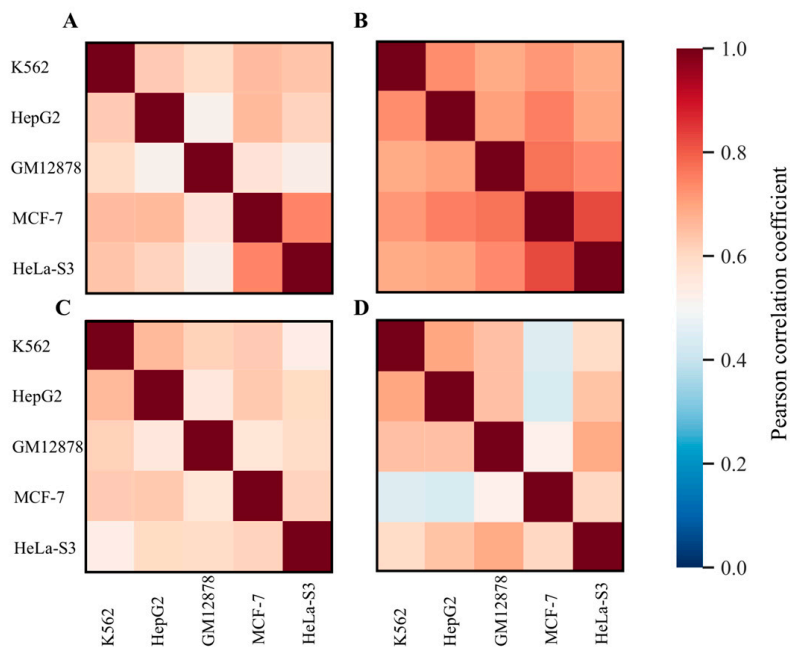 A
B
K562
HepG2
GM12878
MCF-7
HeLa-S3
C
D
K562
HepG2
GM12878
MCF-7
HeLa-S3
K562
HepG2
GM12878
MCF-7
HeLa-S3
K562
HepG2
GM12878
MCF-7
HeLa-S3
1.0
0.8
0.6
0.4
0.2
0.0
Pearson correlation coefficient